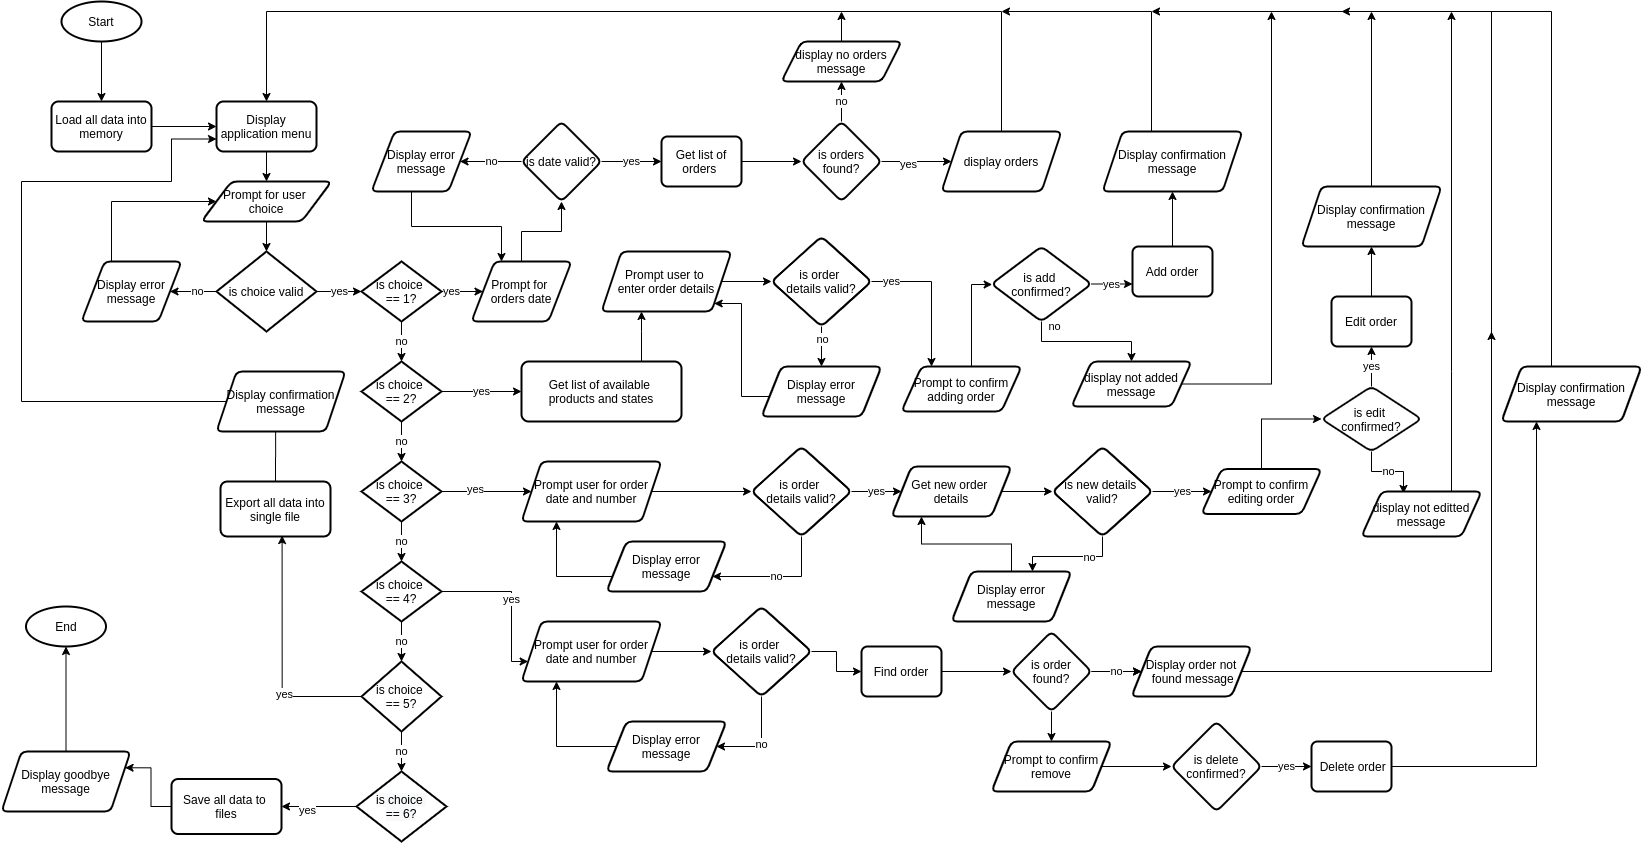 Start
Load all data into
memory
Display
application menu
Prompt for user
choice
is choice valid
no
Display error
message
yes
is choice
== 1?
yes
Prompt for
orders date
is date valid?
no
Display error
message
yes
Get list of
orders
is orders
found?
no
display no orders
message
yes
display orders
no
is choice
== 2?
yes
Get list of available
products and states
Prompt user to
enter order details
is order
details valid?
no
Display error
message
yes
Prompt to confirm
adding order
is add
confirmed?
yes
Add order
Display confirmation
message
no
display not added
message
no
is choice
== 3?
yes
Prompt user for order
date and number
is order
details valid?
no
Display error
message
yes
Get new order
details
is new details
valid?
no
Display error
message
yes
Prompt to confirm
editing order
is edit
confirmed?
yes
Edit order
Display confirmation
message
no
display not editted
message
no
is choice
== 4?
yes
Prompt user for order
date and number
is order
details valid?
no
Display error
message
Find order
is order
found?
no
Display order not
found message
Prompt to confirm
remove
is delete
confirmed?
yes
Delete order
Display confirmation
message
no
is choice
== 5?
yes
Export all data into
single file
Display confirmation
message
no
is choice
== 6?
yes
Save all data to
files
Display goodbye
message
End